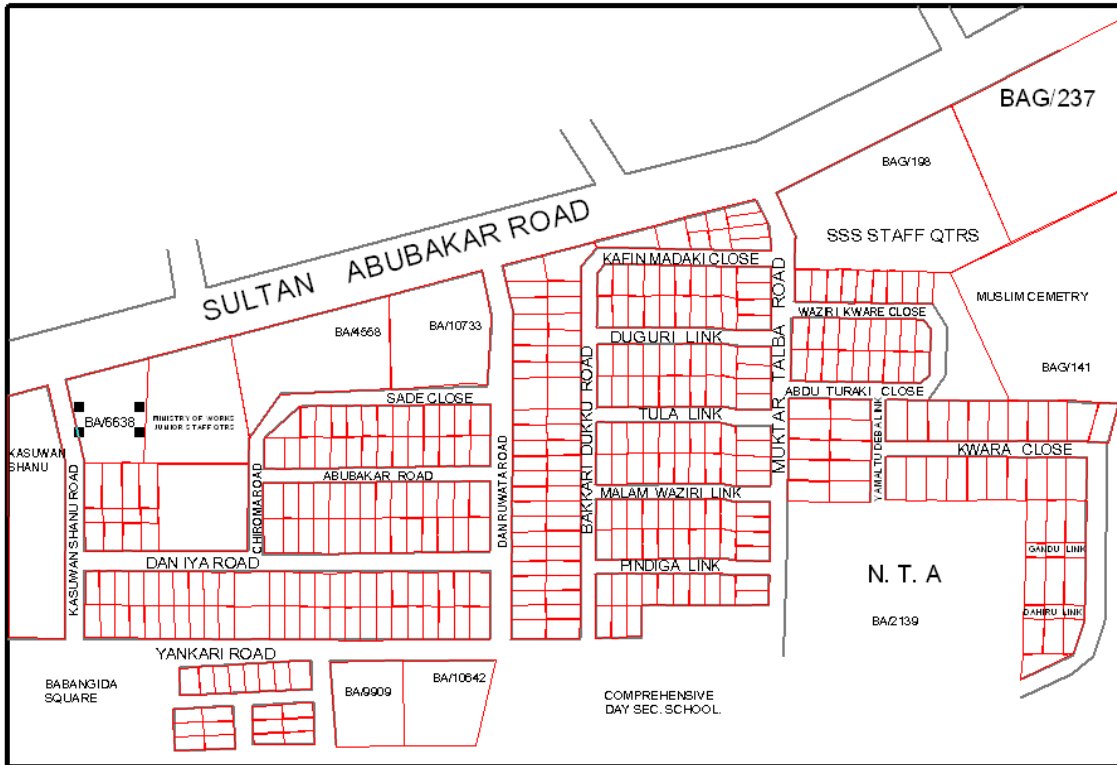 BAG/237
BAG/198
SULTAN ABUBAKAR ROAD
SSS STAFF QTRS
KAFIN MADAKI CLOSE
MUSLIM CEMETRY
WAZIRI KWARE CLOSE
BA/4568
BA/10733
DUGURI LINK
MUKTAR TALBA ROAD
BAG/141
ABDU TURAKI CLOSE
SADE CLOSE
BA/6638
MINISTRY OF WORKS
JUNIOR STAFF QTRS
TULA LINK
YAMALTU DEBA LINK
KWARA CLOSE
KASUWAN
SHANU
ABUBAKAR ROAD
BAKKARI DUKKU ROAD
MALAM WAZIRI LINK
CHIROMA ROAD
DAN RUWATA ROAD
KASUWAN SHANU ROAD
DAN IYA ROAD
PINDIGA LINK
GANDU LINK
N. T. A
DAHIRU LINK
BA/2139
YANKARI ROAD
BABANGIDA
SQUARE
BA/9909
BA/10642
COMPREHENSIVE
DAY SEC. SCHOOL.